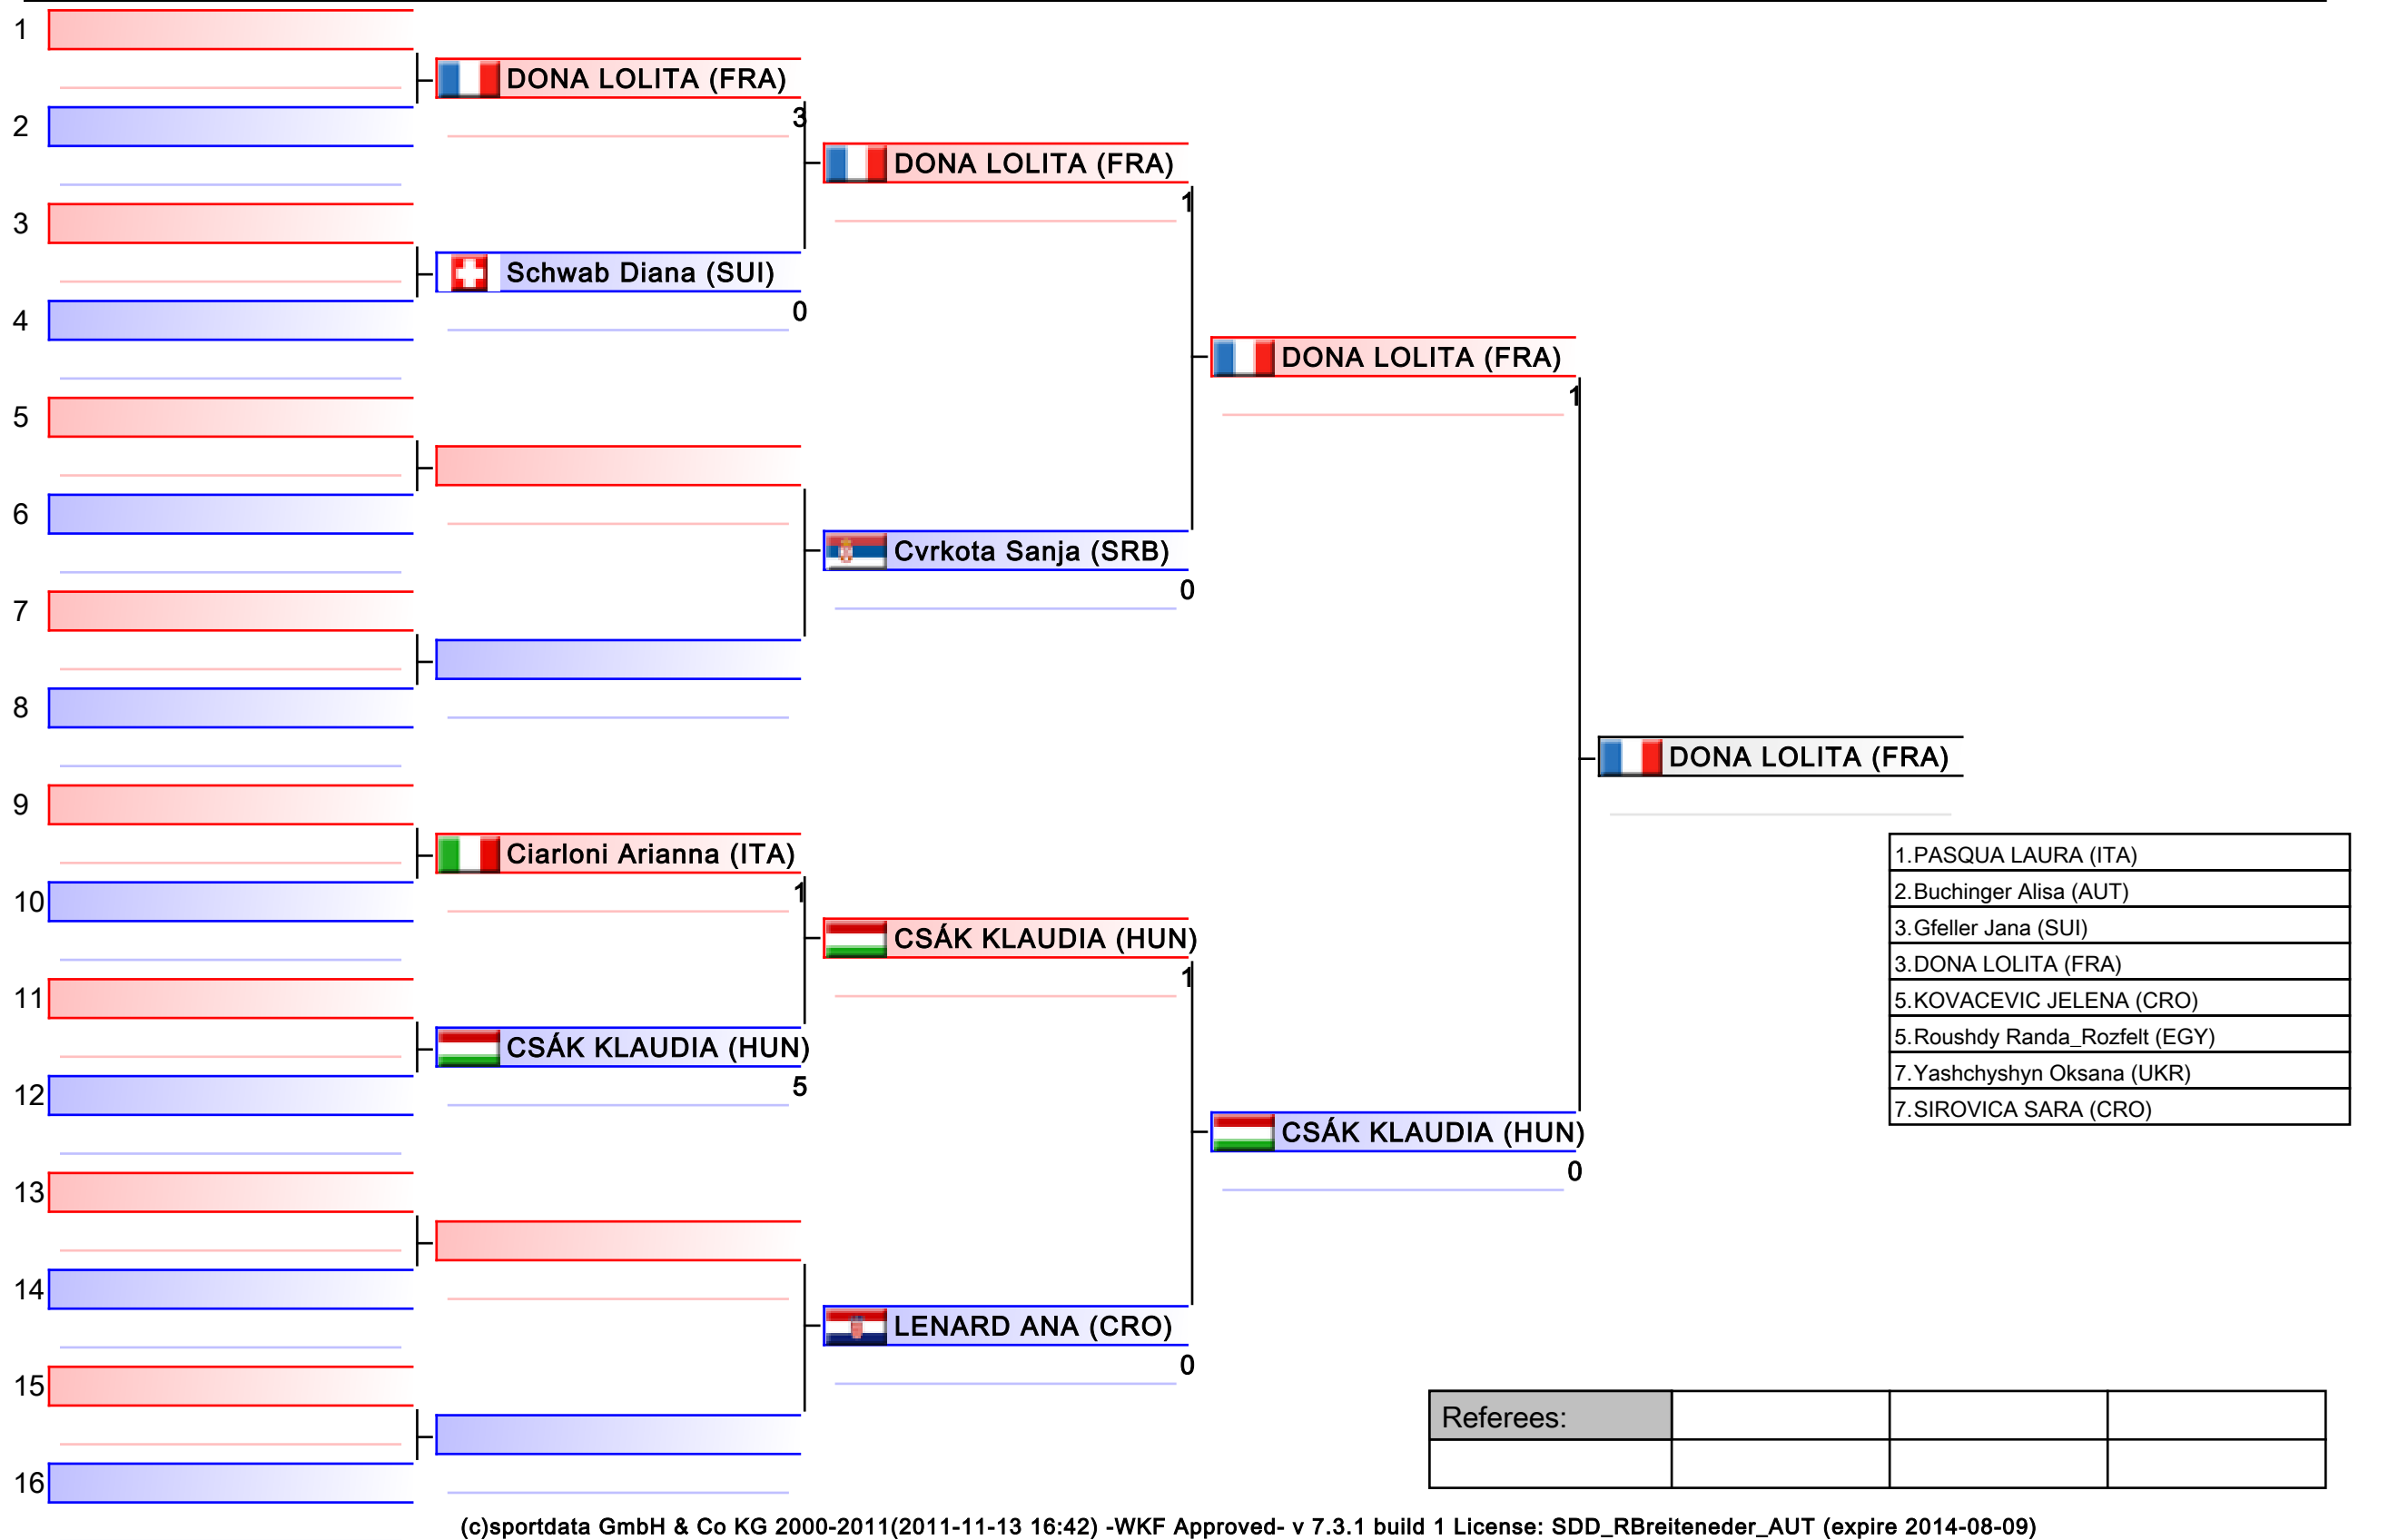 1
DONA LOLITA (FRA)
3
2
DONA LOLITA (FRA)
1
3
Schwab Diana (SUI)
0
4
DONA LOLITA (FRA)
1
5
6
Cvrkota Sanja (SRB)
0
7
8
DONA LOLITA (FRA)
9
Ciarloni Arianna (ITA)
1
10
CSÁK KLAUDIA (HUN)
1
11
CSÁK KLAUDIA (HUN)
5
12
CSÁK KLAUDIA (HUN)
0
1.PASQUA LAURA (ITA)
2.Buchinger Alisa (AUT)
3.Gfeller Jana (SUI)
3.DONA LOLITA (FRA)
5.KOVACEVIC JELENA (CRO)
5.Roushdy Randa_Rozfelt (EGY)
7.Yashchyshyn Oksana (UKR)
7.SIROVICA SARA (CRO)
13
14
LENARD ANA (CRO)
0
15
16
Referees:
(c)sportdata GmbH & Co KG 2000-2011(2011-11-13 16:42) -WKF Approved- v 7.3.1 build 1 License: SDD_RBreiteneder_AUT (expire 2014-08-09)